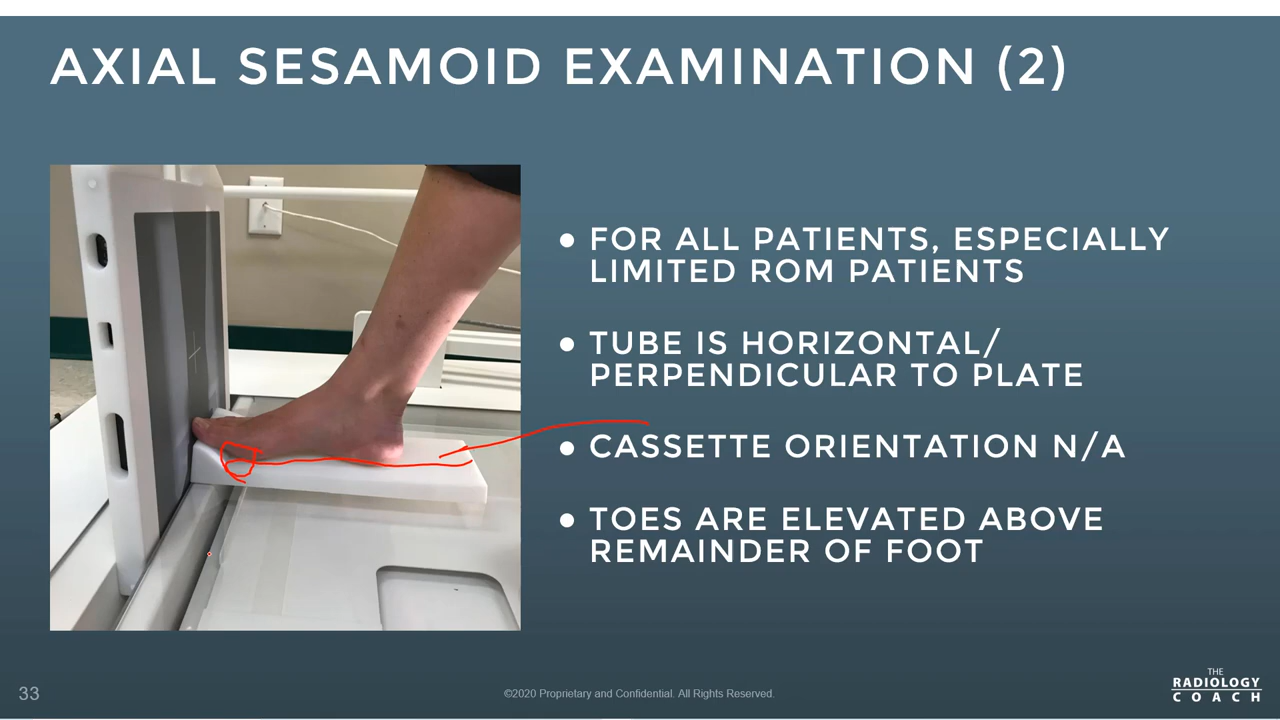 AXIAL SESAMOID EXAMINATION (2)
● FOR ALL PATIENTS, ESPECIALLY
LIMITED ROM PATIENTS
● TUBE IS HORIZONTAL/
PERPENDICULAR TO PLATE
● CASSETTE ORIENTATION N/A
● TOES ARE ELEVATED ABOVE
REMAINDER OF FOOT
33
©2020 Proprietary and Confidential. All Rights Reserved.
THE
RADIOLOGY
COACH